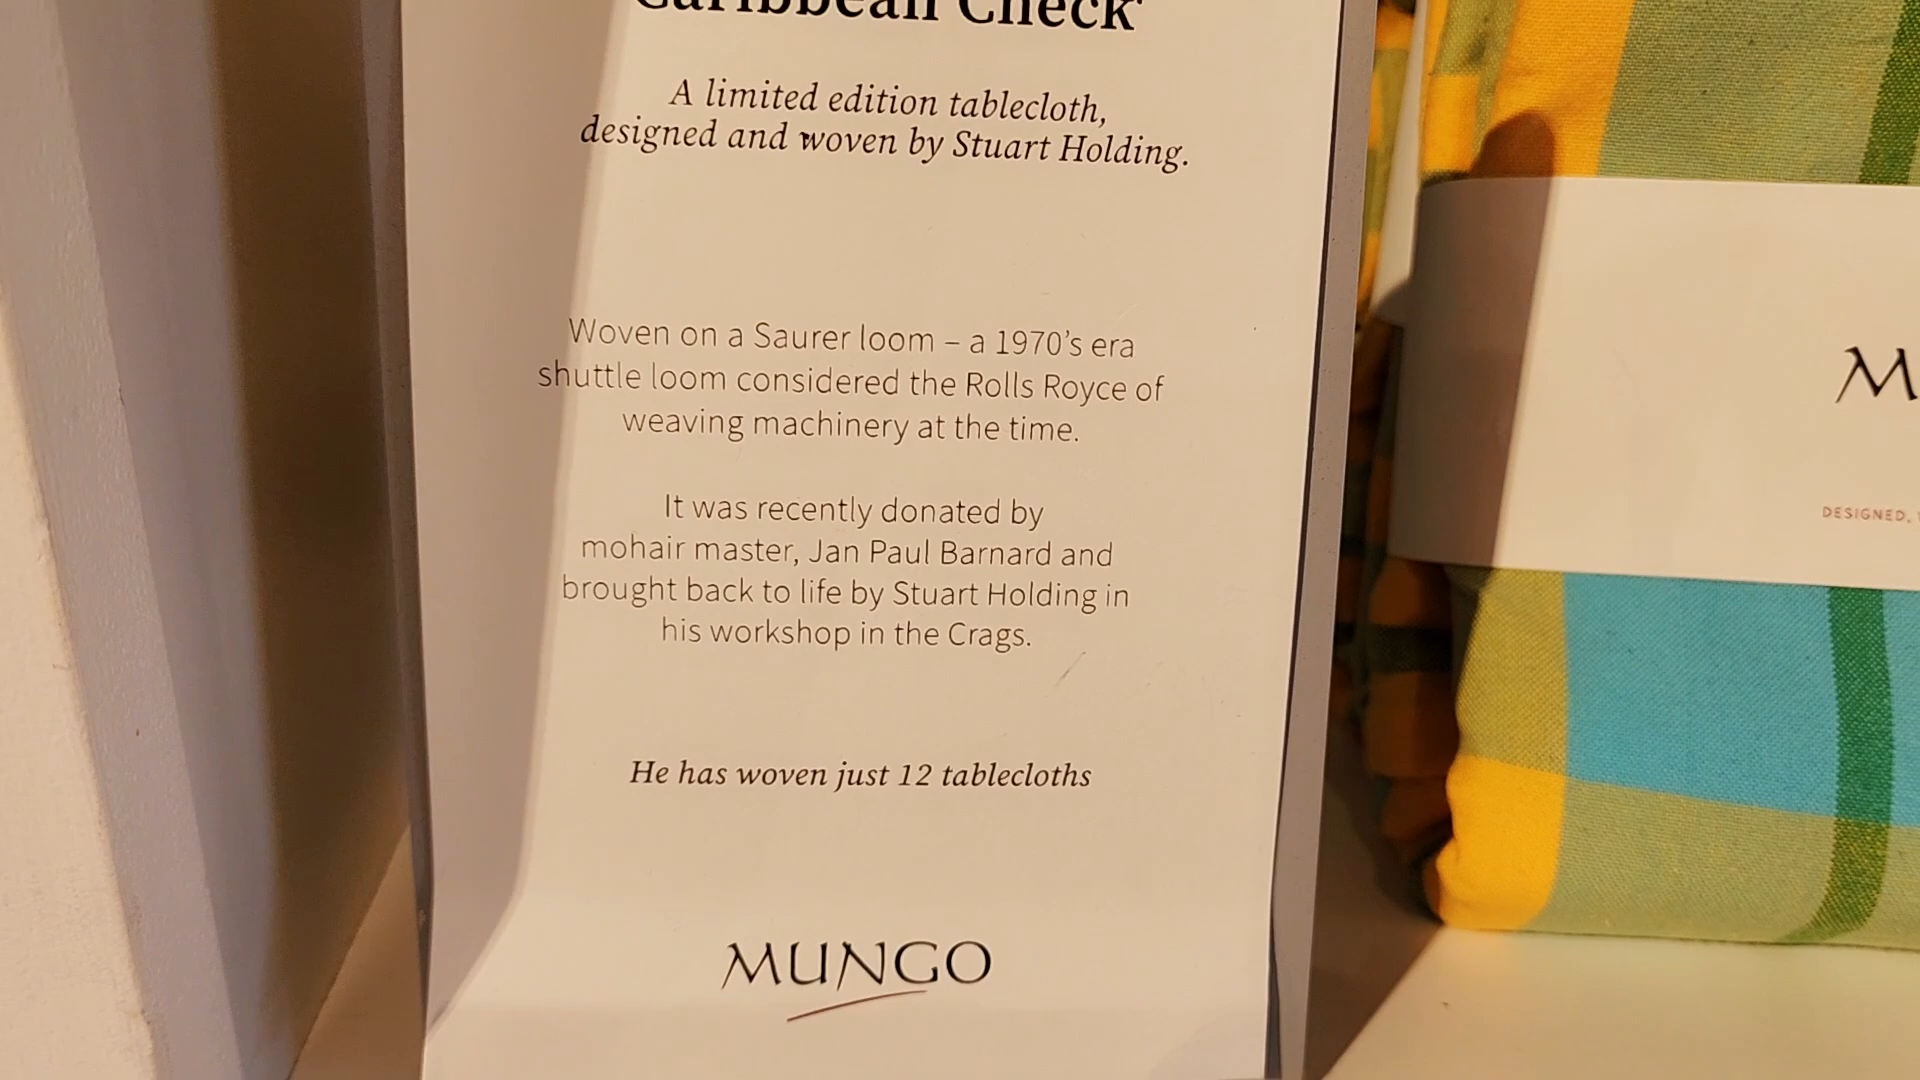 Caribbean Check
A limited edition tablecloth,
designed and woven by Stuart Holding.
Woven on a Saurer loom – a 1970's era
shuttle loom considered the Rolls Royce of
weaving machinery at the time.
It was recently donated by
mohair master, Jan Paul Barnard and
brought back to life by Stuart Holding in
his workshop in the Crags.
He has woven just 12 tablecloths
MUNGO
M
DESIGNED,